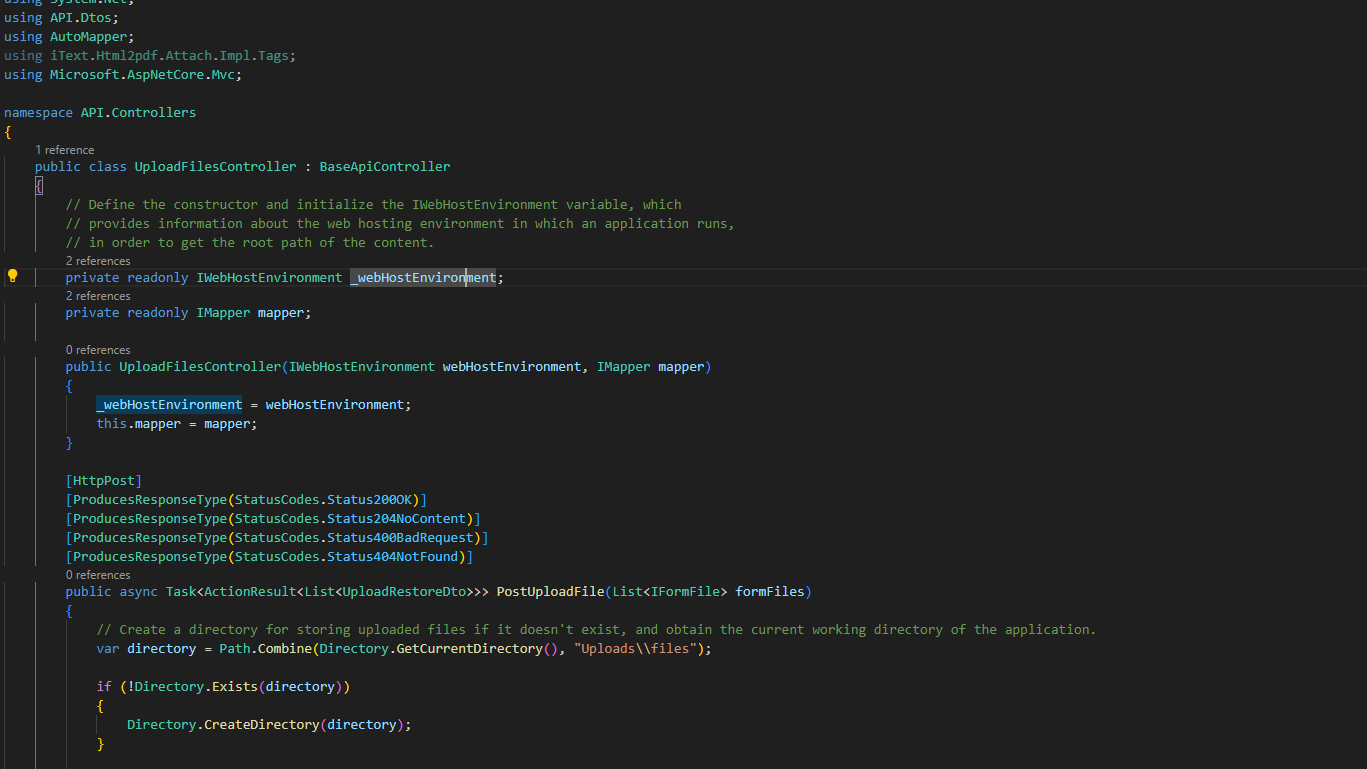 using System.Net;
using API.Dtos;
using AutoMapper;
using iText.Html2pdf.Attach.Impl.Tags;
using Microsoft.AspNetCore.Mvc;
namespace API.Controllers
{
1 reference
public class UploadFilesController : BaseApiController
{
// Define the constructor and initialize the IWebHostEnvironment variable, which
// provides information about the web hosting environment in which an application runs,
// in order to get the root path of the content.
2 references
private readonly IWebHostEnvironment _webHostEnvironment;
2 references
private readonly IMapper mapper;
0 references
public UploadFilesController(IWebHostEnvironment webHostEnvironment, IMapper mapper)
{
_webHostEnvironment = webHostEnvironment;
this.mapper = mapper;
}
[HttpPost]
[ProducesResponseType(StatusCodes.Status200OK)]
[ProducesResponseType(StatusCodes.Status204NoContent)]
[ProducesResponseType(StatusCodes.Status400BadRequest)]
[ProducesResponseType(StatusCodes.Status404NotFound)]
0 references
public async Task<ActionResult<List<UploadRestoreDto>>> PostUploadFile(List<IFormFile> formFiles)
{
// Create a directory for storing uploaded files if it doesn't exist, and obtain the current working directory of the application.
var directory = Path.Combine(Directory.GetCurrentDirectory(), "Uploads\\files");
if (!Directory.Exists(directory))
{
Directory.CreateDirectory(directory);
}